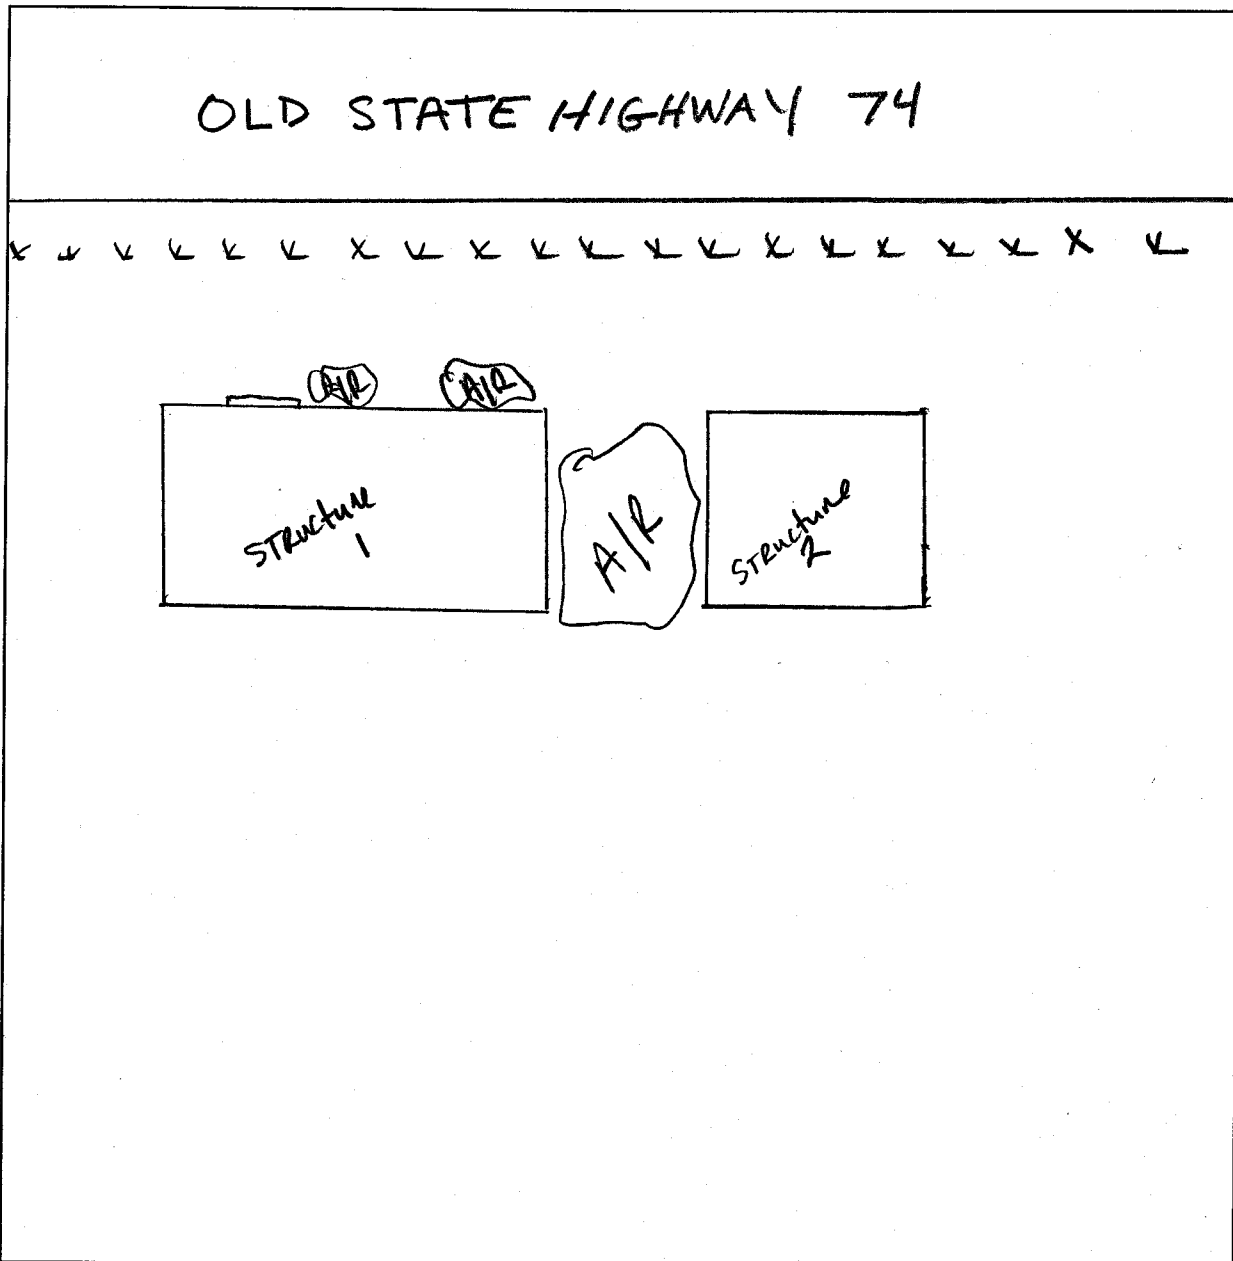 OLD STATE HIGHWAY 74
A/R
A/R
STRUCTURE
1
A/R
STRUCTURE
2